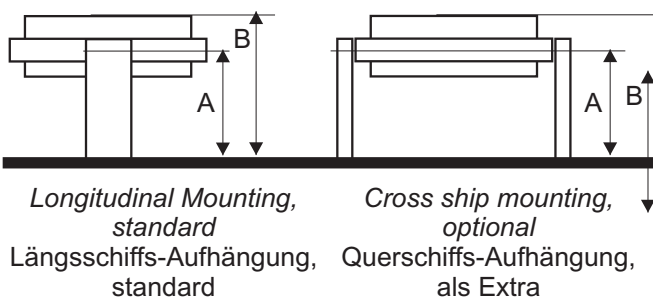 B
A
A
B
Longitudinal Mounting,
standard
Längsschiffs-Aufhängung,
standard
Cross ship mounting,
optional
Querschiffs-Aufhängung,
als Extra